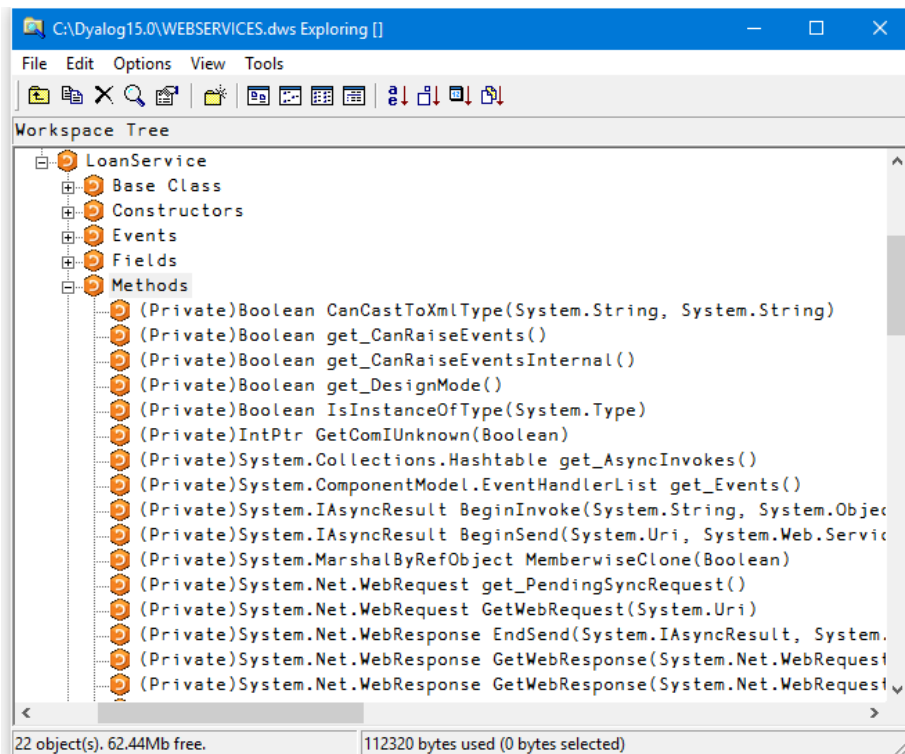 C:\Dyalog15.0\WEBSERVICES.dws Exploring []
File Edit Options View Tools
Workspace Tree
LoanService
Base Class
Constructors
Events
Fields
Methods
(Private)Boolean CanCastToXmlType(System.String, System.String)
(Private)Boolean get_CanRaiseEvents()
(Private)Boolean get_CanRaiseEventsInternal()
(Private)Boolean get_DesignMode()
(Private)Boolean IsInstanceOfType(System.Type)
(Private)IntPtr GetComIUnknown(Boolean)
(Private)System.Collections.Hashtable get_AsyncInvokes()
(Private)System.ComponentModel.EventHandlerList get_Events()
(Private)System.IAsyncResult BeginInvoke(System.String, System.Objec
(Private)System.IAsyncResult BeginSend(System.Uri, System.Web.Servic
(Private)System.MarshalByRefObject MemberwiseClone(Boolean)
(Private)System.Net.WebRequest get_PendingSyncRequest()
(Private)System.Net.WebRequest GetWebRequest(System.Uri)
(Private)System.Net.WebResponse EndSend(System.IAsyncResult, System.
(Private)System.Net.WebResponse GetWebResponse(System.Net.WebRequest
(Private)System.Net.WebResponse GetWebResponse(System.Net.WebRequest
22 object(s). 62.44Mb free. 112320 bytes used (0 bytes selected)